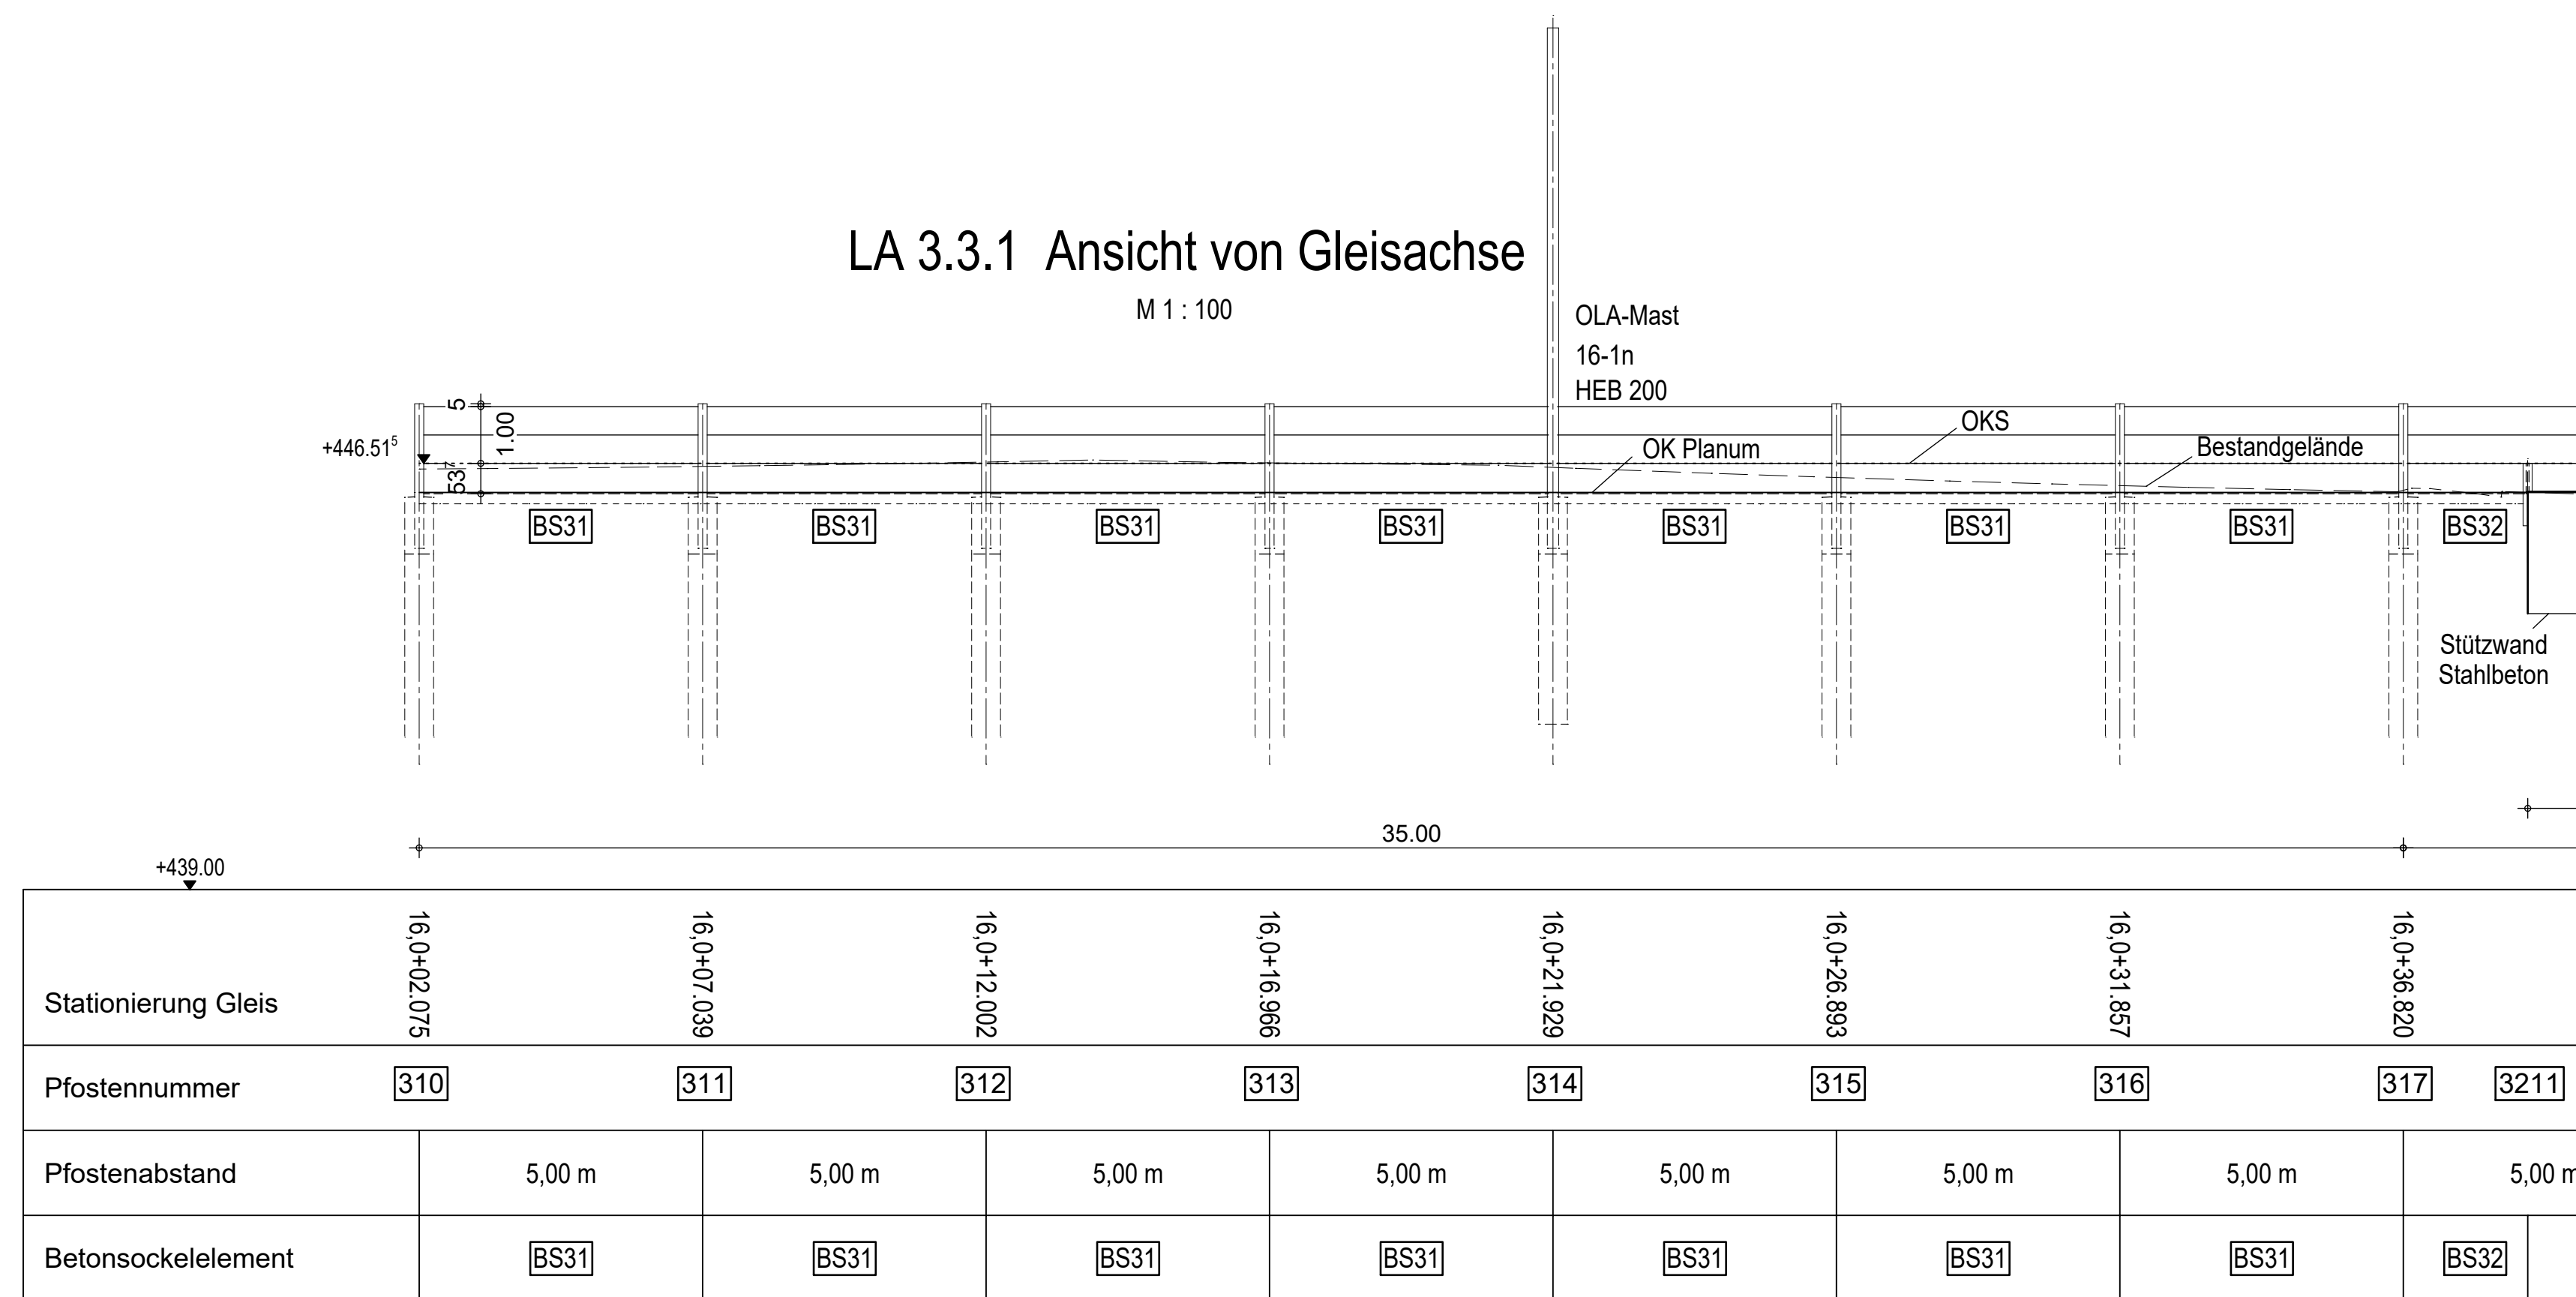 LA 3.3.1 Ansicht von Gleisachse
M 1 : 100
OLA-Mast
16-1n
HEB 200
5
1.00
53⁷
+446.51⁵
OK Planum
OKS
Bestandgelände
BS31 BS31 BS31 BS31 BS31 BS31 BS31 BS32
Stützwand
Stahlbeton
35.00
+439.00
Stationierung Gleis 16,0+02.075 16,0+07.039 16,0+12.002 16,0+16.966 16,0+21.929 16,0+26.893 16,0+31.857 16,0+36.820
Pfostennummer 310 311 312 313 314 315 316 317 3211
Pfostenabstand 5,00 m 5,00 m 5,00 m 5,00 m 5,00 m 5,00 m 5,00 m 5,00 m
Betonsockelelement BS31 BS31 BS31 BS31 BS31 BS31 BS31 BS32